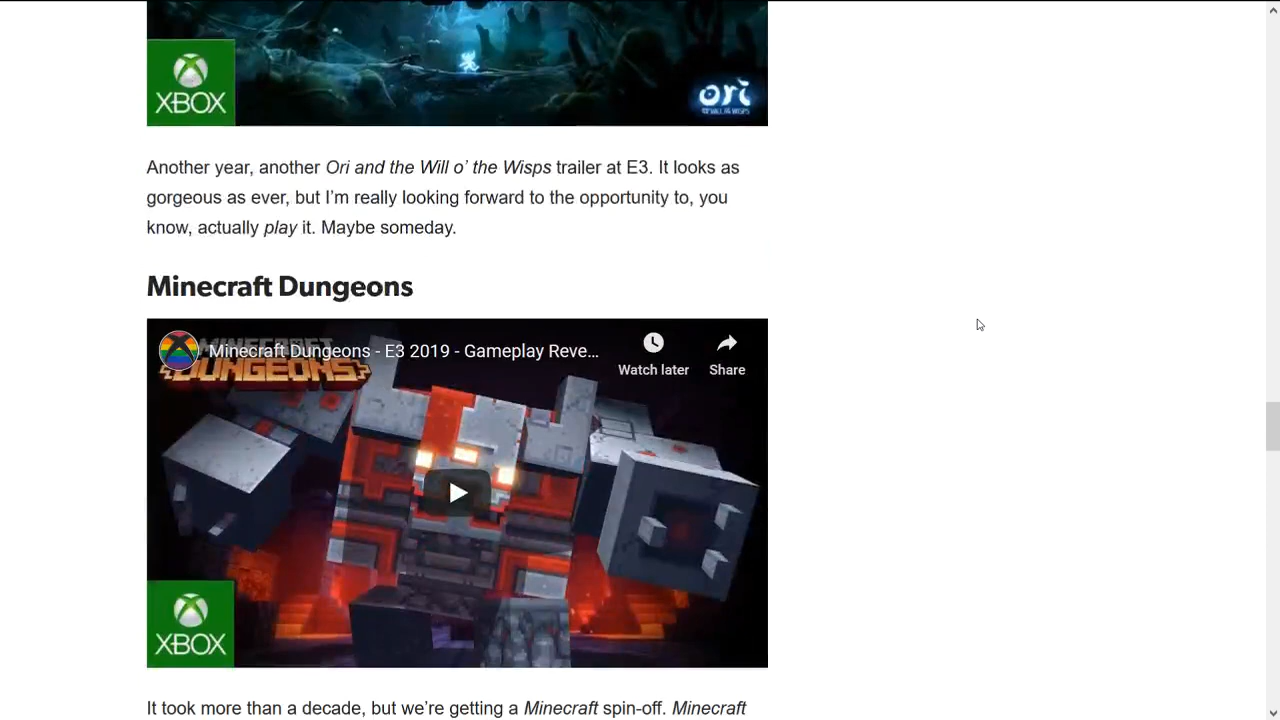 XBOX
ori
Another year, another Ori and the Will o’ the Wisps trailer at E3. It looks as
gorgeous as ever, but I’m really looking forward to the opportunity to, you
know, actually play it. Maybe someday.
Minecraft Dungeons
MINECRAFT
DUNGEONS
Minecraft Dungeons - E3 2019 - Gameplay Reve...
Watch later
Share
XBOX
It took more than a decade, but we’re getting a Minecraft spin-off. Minecraft